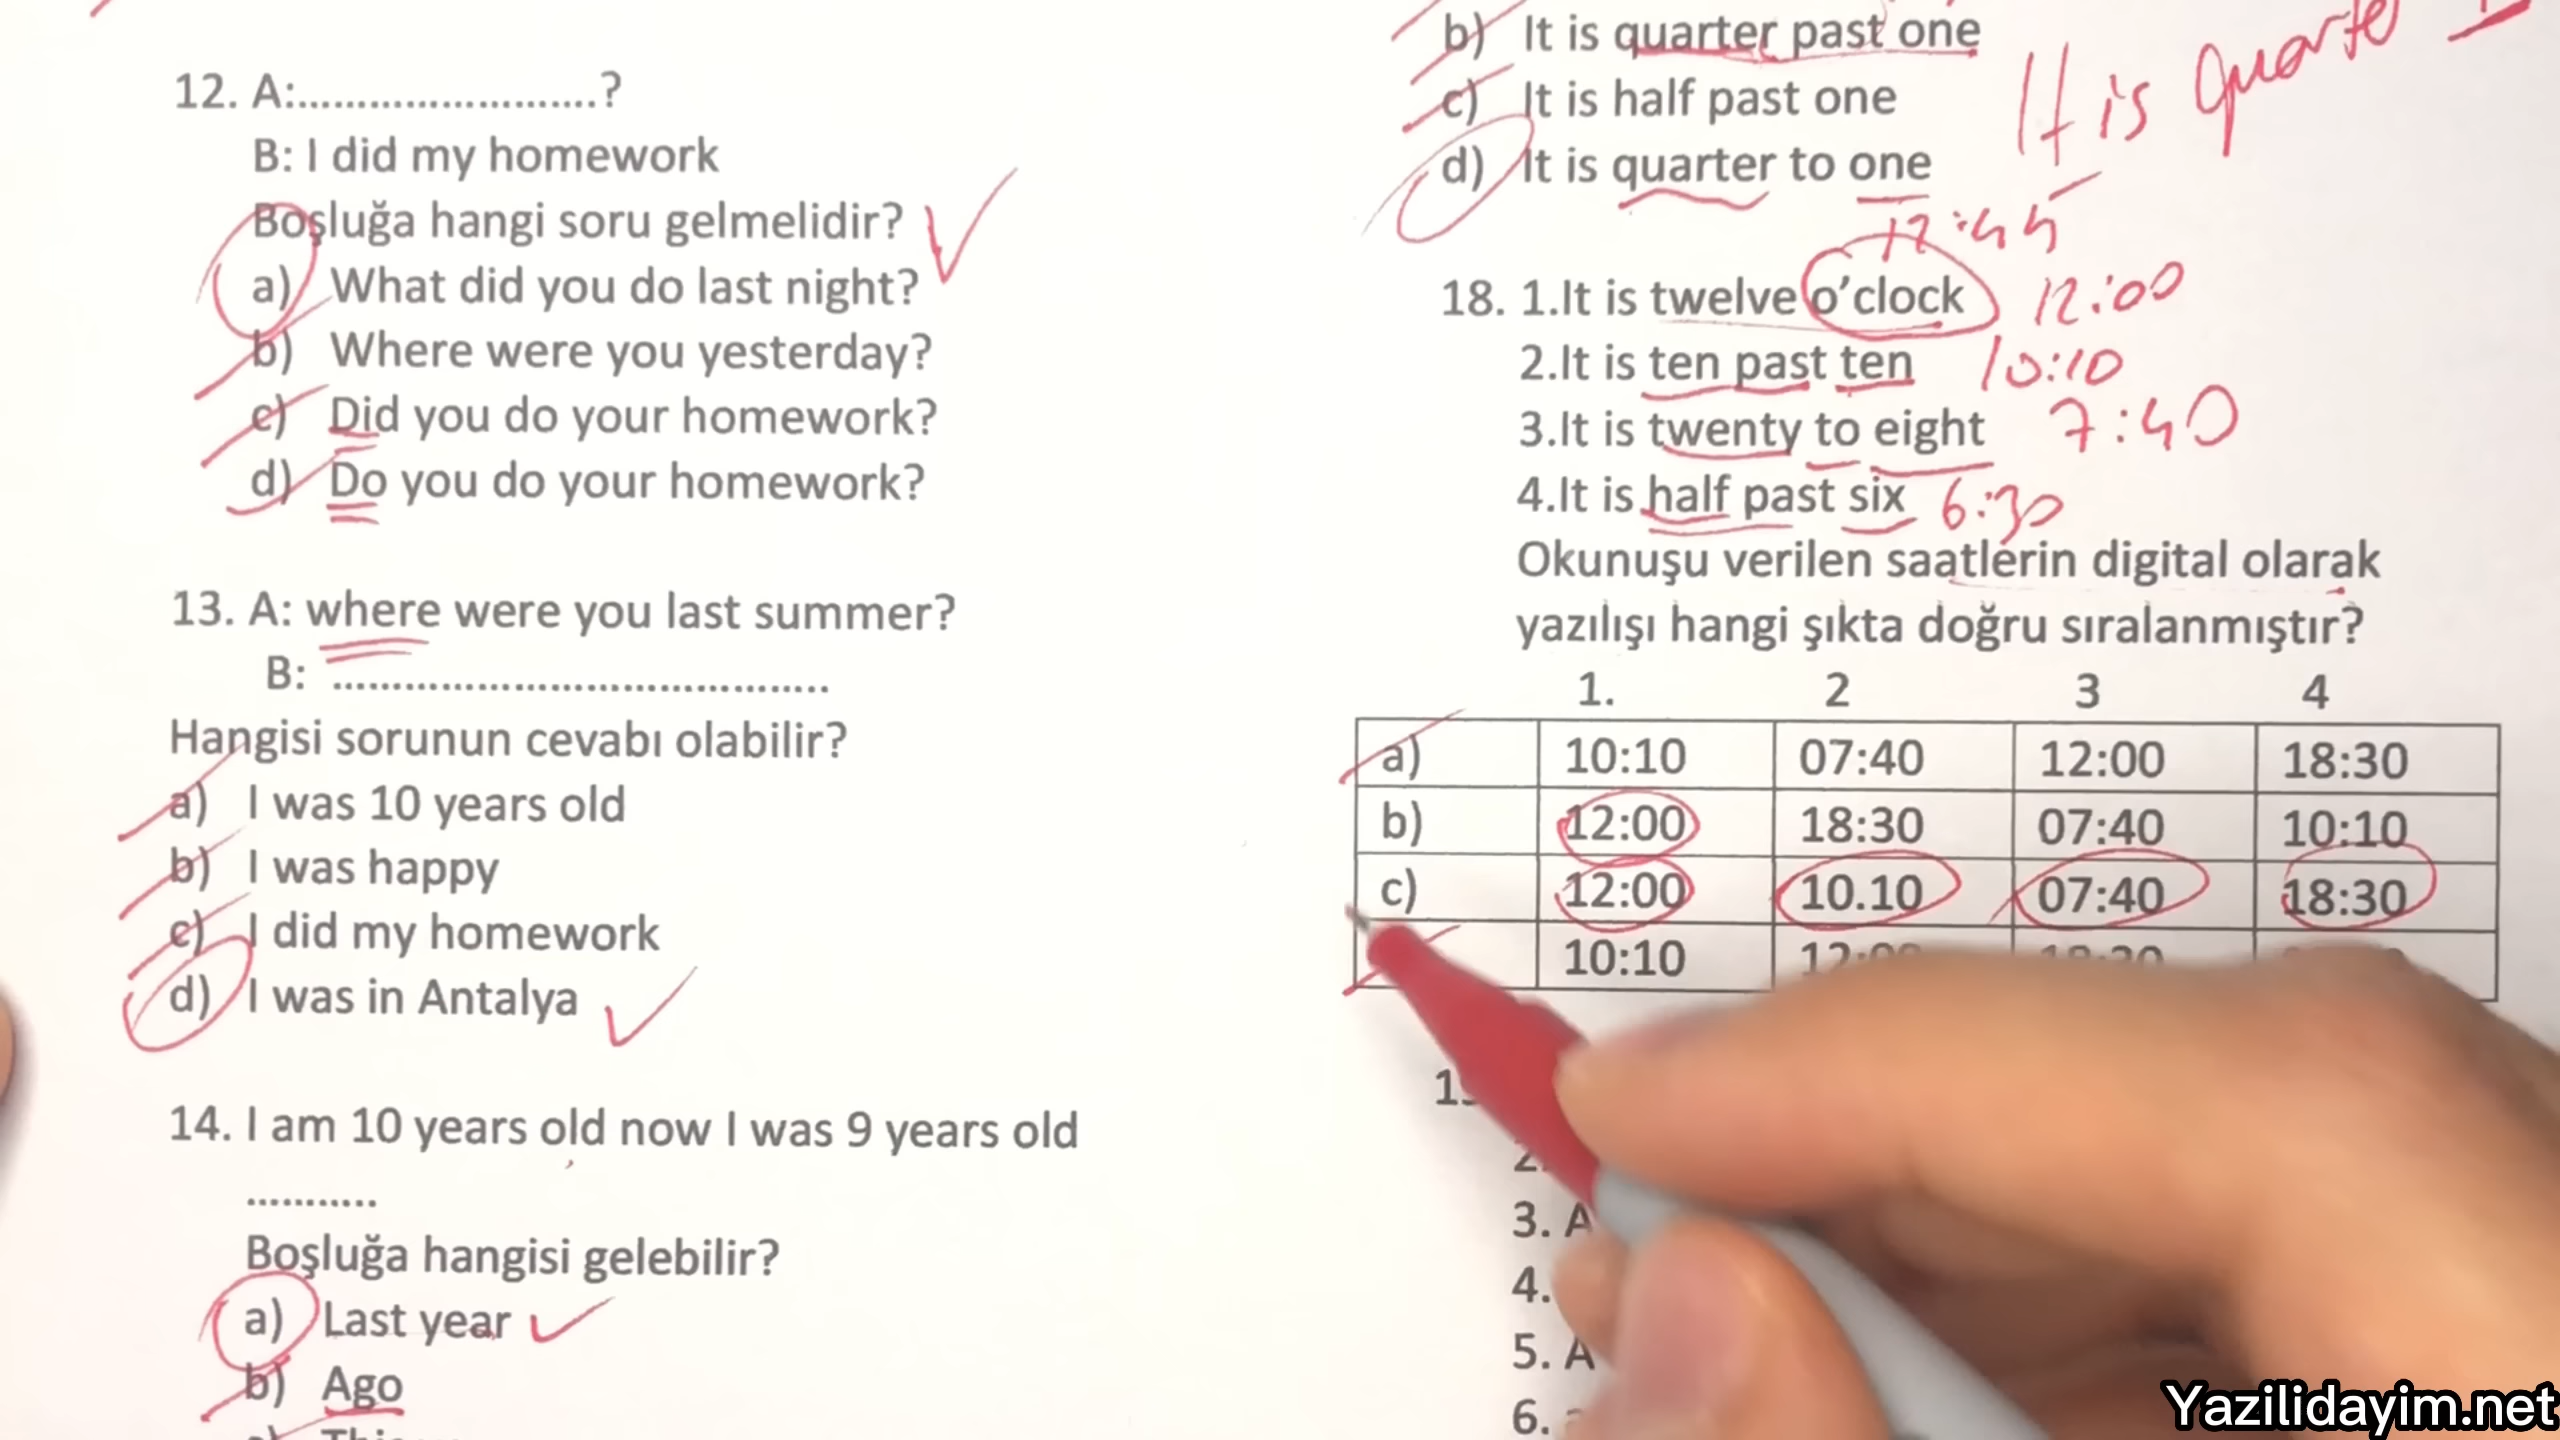 12. A:..........................?
B: I did my homework
Boşluğa hangi soru gelmelidir?
a) What did you do last night?
b) Where were you yesterday?
c) Did you do your homework?
d) Do you do your homework?
13. A: where were you last summer?
B: ..........................................
Hangisi sorunun cevabı olabilir?
a) I was 10 years old
b) I was happy
c) I did my homework
d) I was in Antalya
14. I am 10 years old now I was 9 years old
...........
Boşluğa hangisi gelebilir?
a) Last year
b) Ago
b) It is quarter past one
It is quarter
c) It is half past one
d) It is quarter to one
12:45
18. 1.It is twelve o'clock 12:00
2.It is ten past ten 10:10
3.It is twenty to eight 7:40
4.It is half past six 6:30
Okunuşu verilen saatlerin digital olarak
yazılışı hangi şıkta doğru sıralanmıştır?
1. 2 3 4
a) 10:10 07:40 12:00 18:30
b) 12:00 18:30 07:40 10:10
c) 12:00 10.10 07:40 18:30
10:10
3. A
4.
5. A
6.
Yazilidayim.net